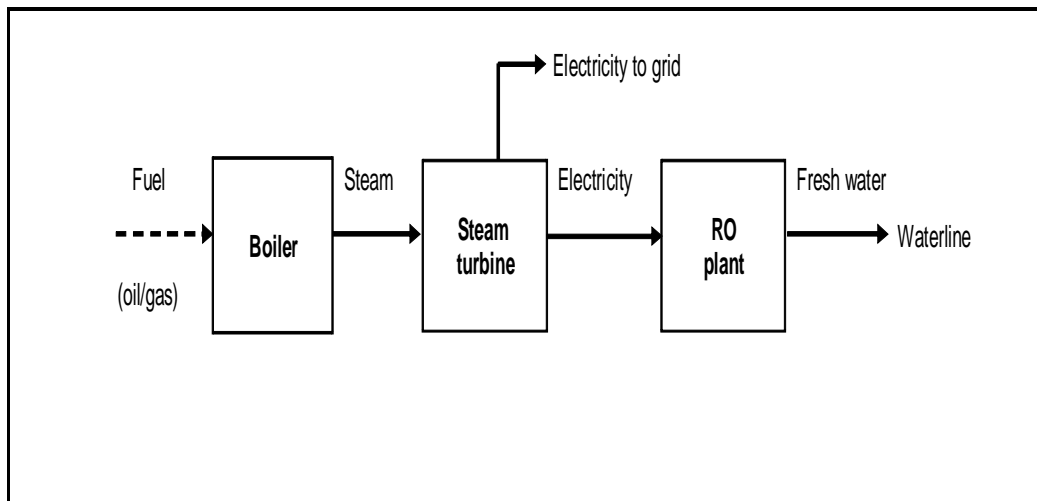 Electricity to grid
Fuel
(oil/gas)
Boiler
Steam
Steam
turbine
Electricity
RO
plant
Fresh water
Waterline